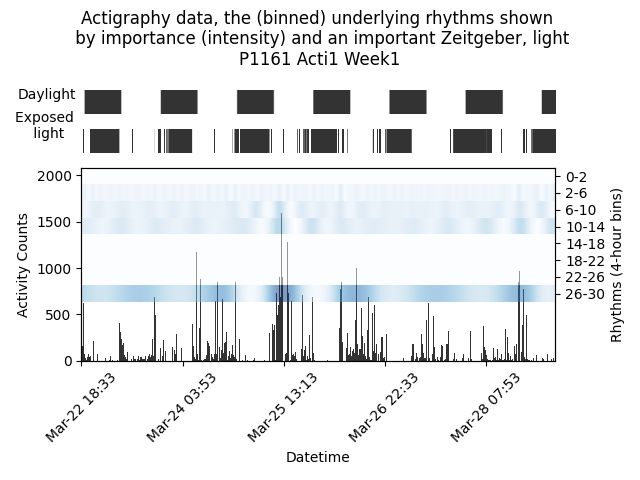 Actigraphy data, the (binned) underlying rhythms shown
by importance (intensity) and an important Zeitgeber, light
P1161 Acti1 Week1
Daylight
Exposed
light
2000
1500
1000
500
0
Activity Counts
0-2
2-6
6-10
10-14
14-18
18-22
22-26
26-30
Rhythms (4-hour bins)
Mar-22 18:33
Mar-24 03:53
Mar-25 13:13
Mar-26 22:33
Mar-28 07:53
Datetime